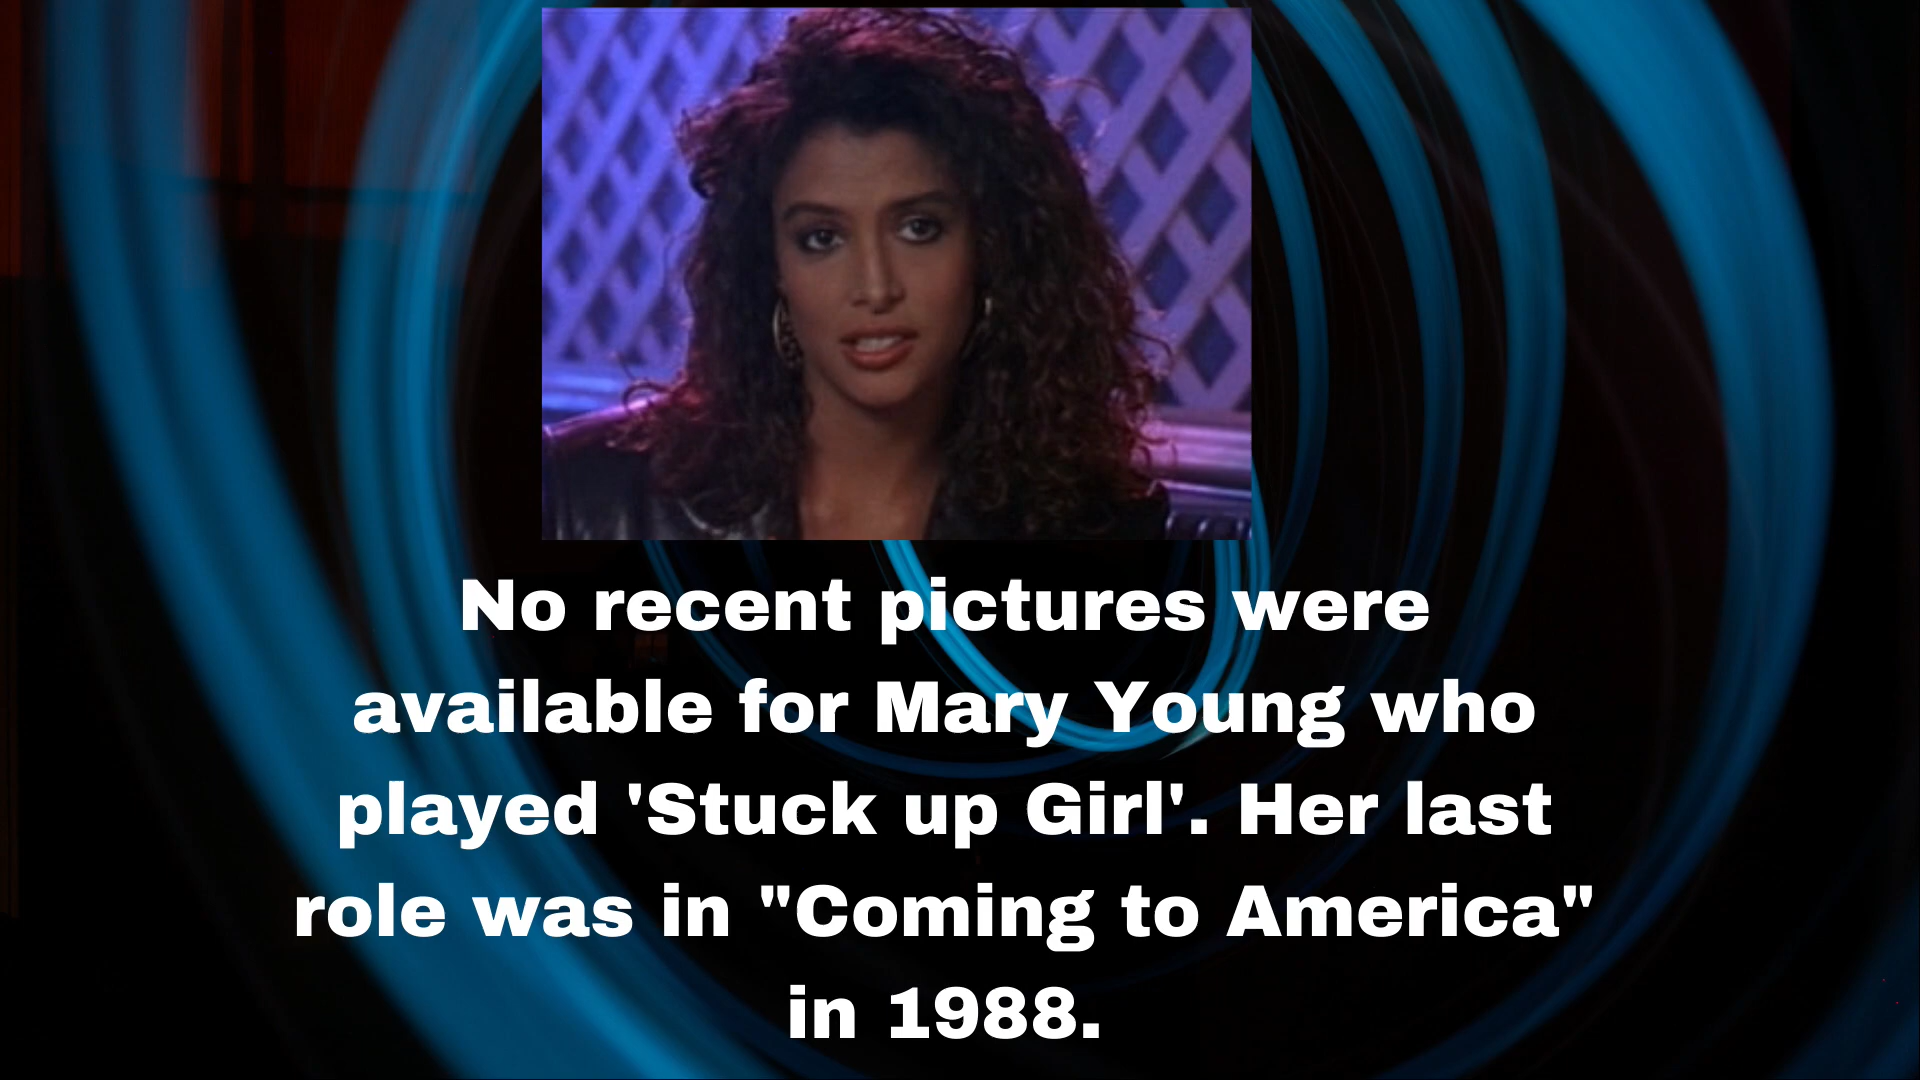 No recent pictures were
available for Mary Young who
played 'Stuck up Girl'. Her last
role was in "Coming to America"
in 1988.